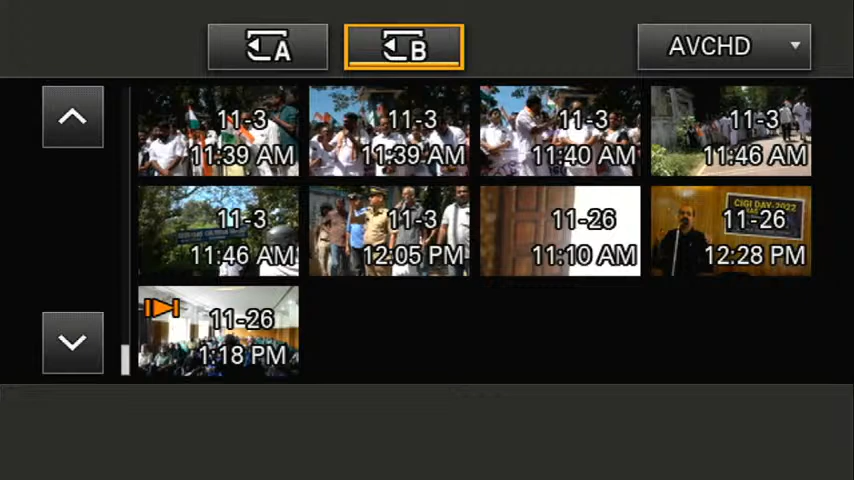 A
B
AVCHD
11-3
11:39 AM
11-3
11:39 AM
11-3
11:40 AM
11-3
11:46 AM
11-3
11:46 AM
11-3
12:05 PM
11-26
11:10 AM
CIGI DAY-2022
11-26
12:28 PM
11-26
1:18 PM